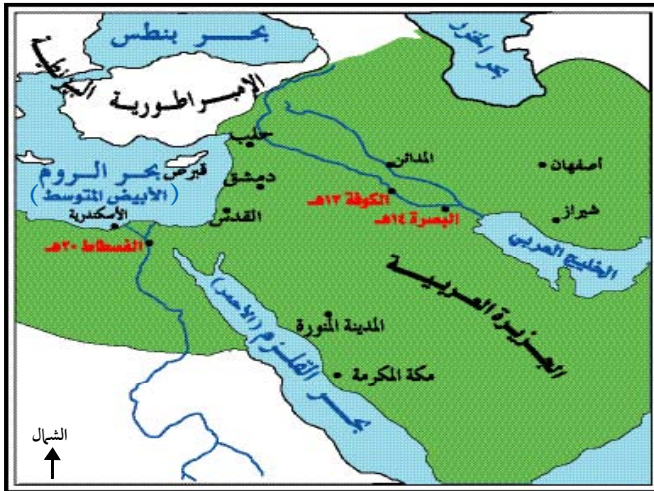 بحر بنطس
بحر الخزر
الإمبراطورية البيزنطية
حلب
المدائن
أصفهان
قبرص
بحر الروم
(الأبيض المتوسط)
دمشق
الكوفة ١٣هـ
البصرة ١٤هـ
شيراز
الأسكندرية
القدس
الفسطاط ٢٠هـ
الخليج العربي
الجزيرة العربية
المدينة المنورة
بحر القلزم (الأحمر)
مكة المكرمة
الشمال